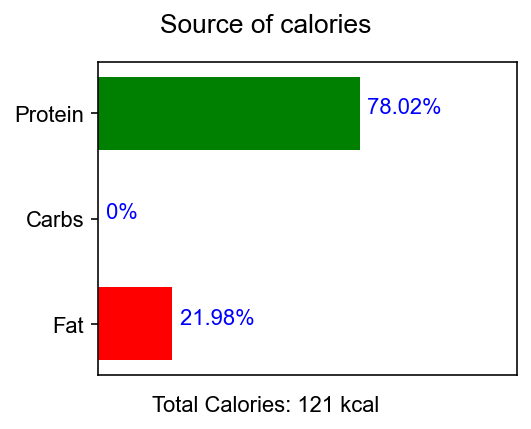 Source of calories
Protein
78.02%
Carbs
0%
Fat
21.98%
Total Calories: 121 kcal